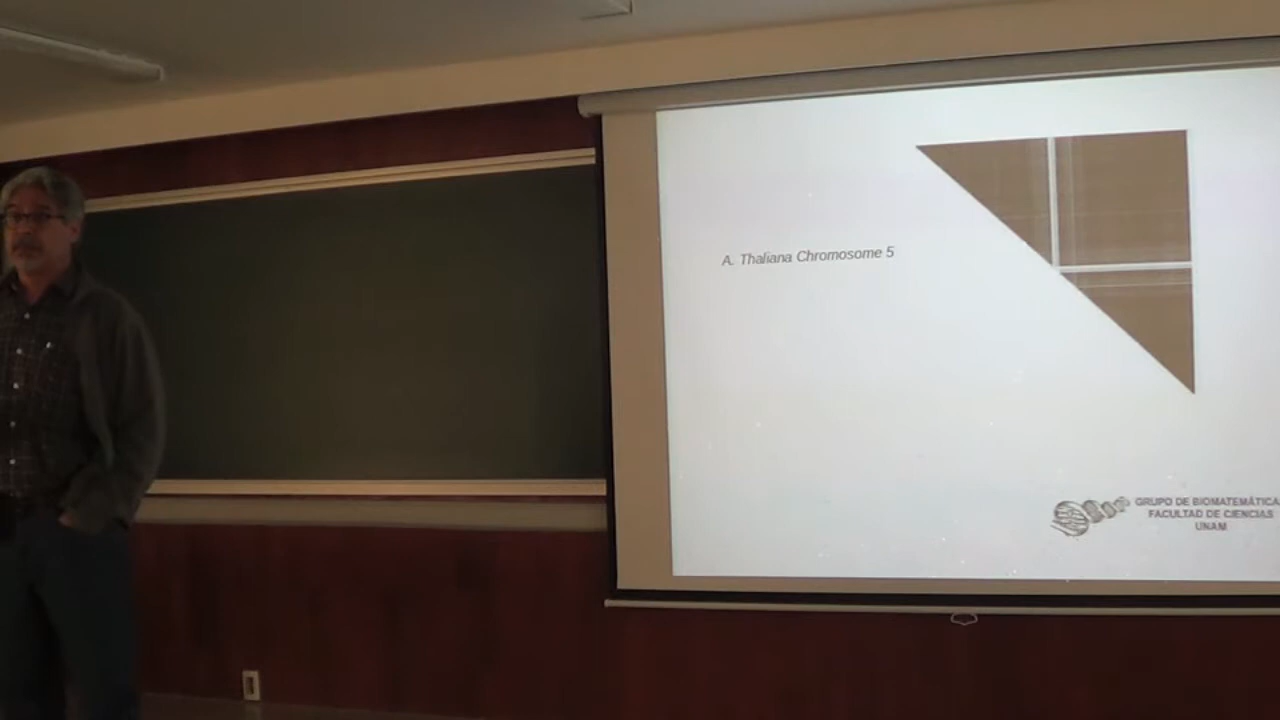 A. Thaliana Chromosome 5
GRUPO DE BIOMATEMÁTICA
FACULTAD DE CIENCIAS
UNAM